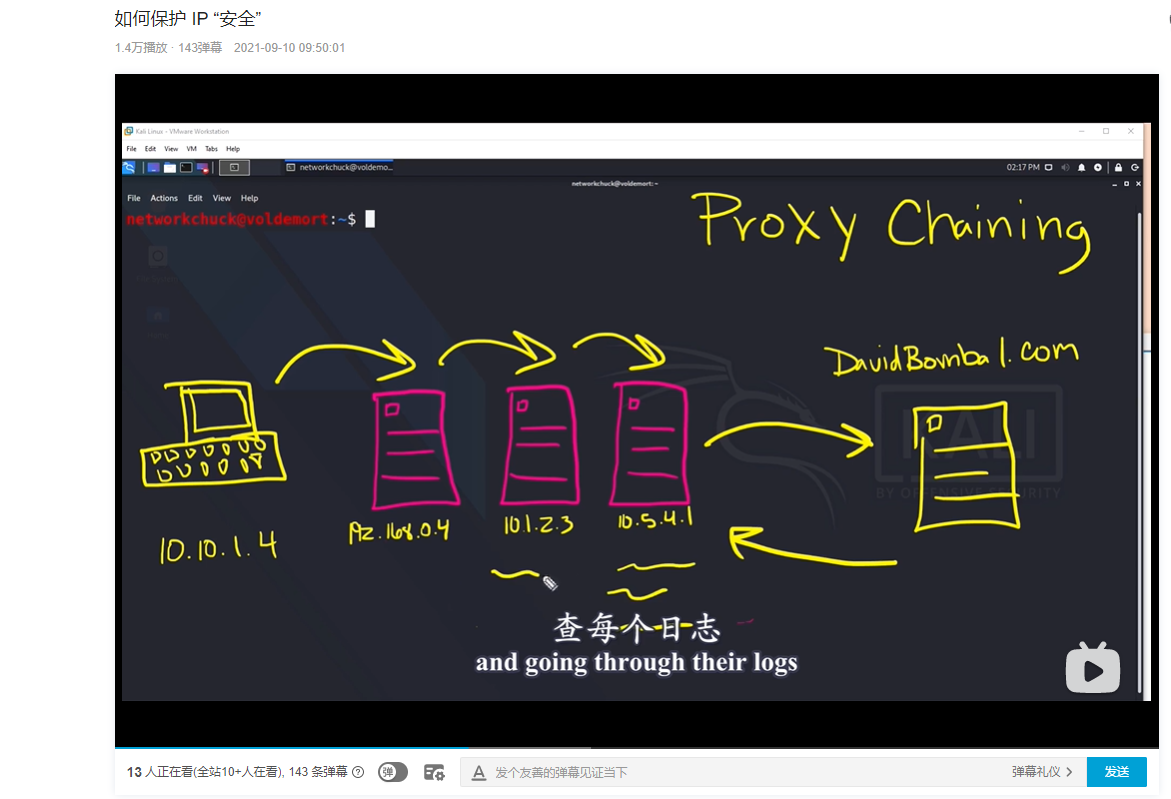 如何保护 IP “安全”
1.4万播放 · 143弹幕 2021-09-10 09:50:01
Kali Linux - VMware Workstation
File Edit View VM Tabs Help
networkchuck@voldemo...
02:17 PM
networkchuck@voldemort: ~
File Actions Edit View Help
networkchuck@voldemort:~$
Proxy Chaining
DavidBombal.com
KALI
BY OFFENSIVE SECURITY
192.168.0.4
10.1.2.3
10.5.4.1
10.10.1.4
查每个日志
and going through their logs
13 人正在看(全站10+人在看), 143 条弹幕
弹
发个友善的弹幕见证当下
弹幕礼仪
发送